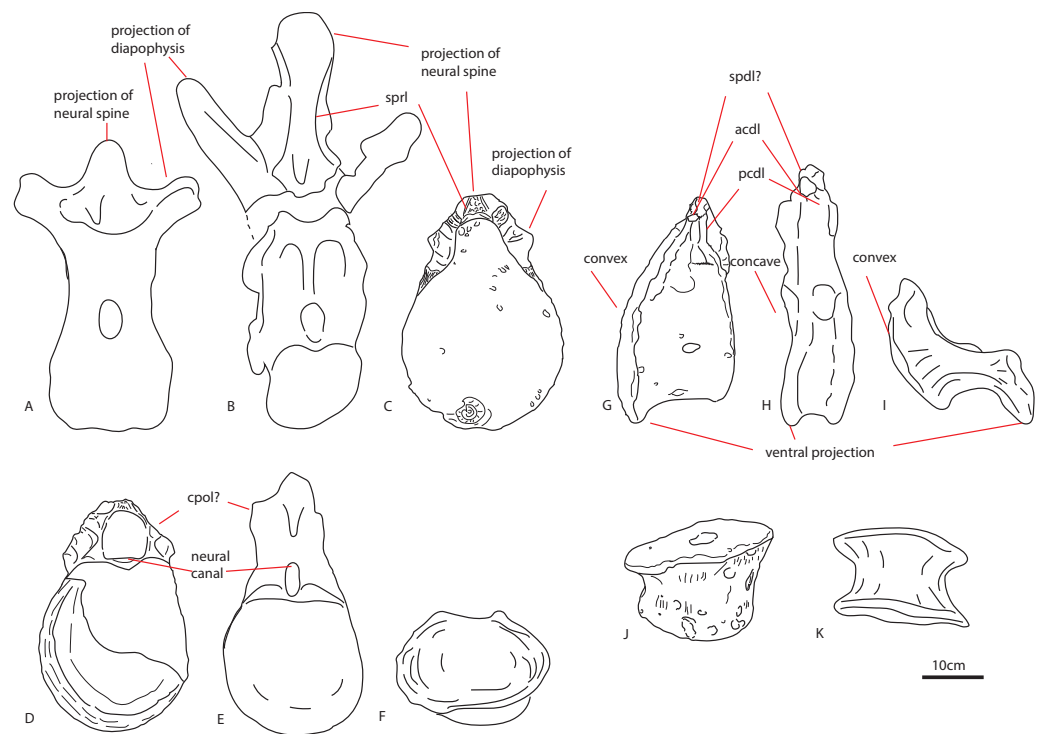 projection of
diapophysis
projection of
neural spine
projection of
neural spine
sprl
projection of
diapophysis
spdl?
acdl
pcdl
convex
concave
convex
A
B
C
G
H
I
ventral projection
cpol?
neural
canal
D
E
F
J
K
10cm